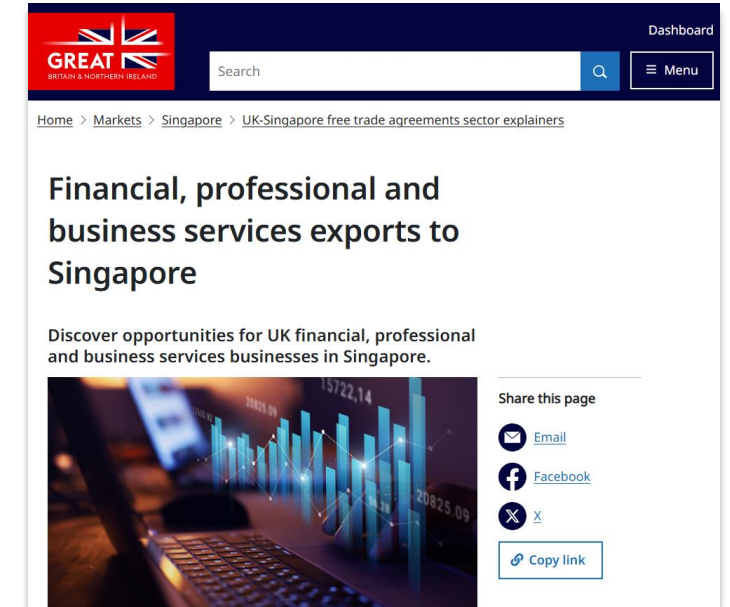 Dashboard
GREAT
BRITAIN & NORTHERN IRELAND
Search
Menu
Home > Markets > Singapore > UK-Singapore free trade agreements sector explainers
Financial, professional and
business services exports to
Singapore
Discover opportunities for UK financial, professional
and business services businesses in Singapore.
15722,14
20825.09
20825.09
Share this page
Email
Facebook
X
Copy link